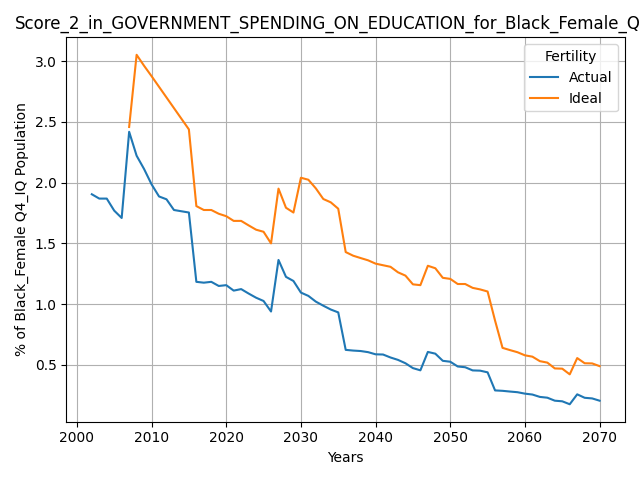 Score_2_in_GOVERNMENT_SPENDING_ON_EDUCATION_for_Black_Female_Q
Fertility
Actual
Ideal
3.0
2.5
2.0
1.5
1.0
0.5
% of Black_Female Q4_IQ Population
2000 2010 2020 2030 2040 2050 2060 2070
Years